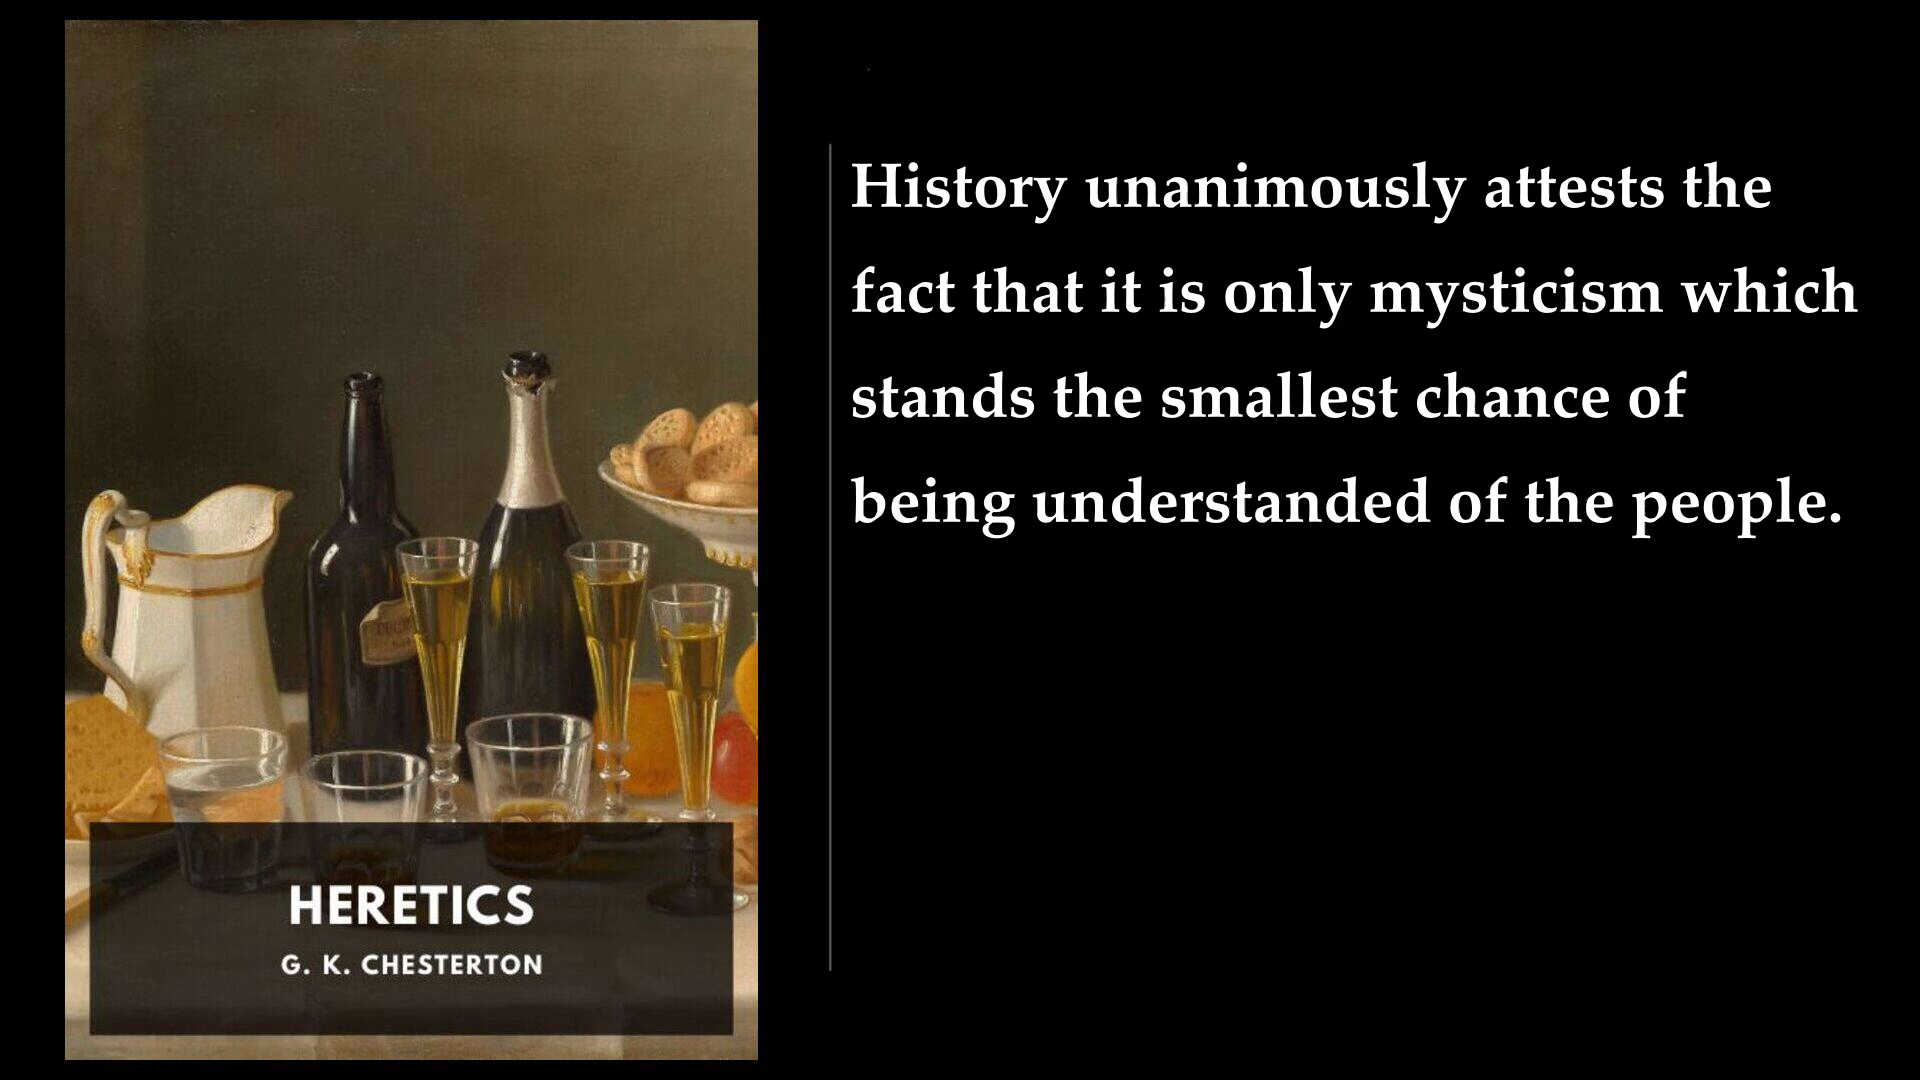 History unanimously attests the
fact that it is only mysticism which
stands the smallest chance of
being understanded of the people.
HERETICS
G. K. CHESTERTON